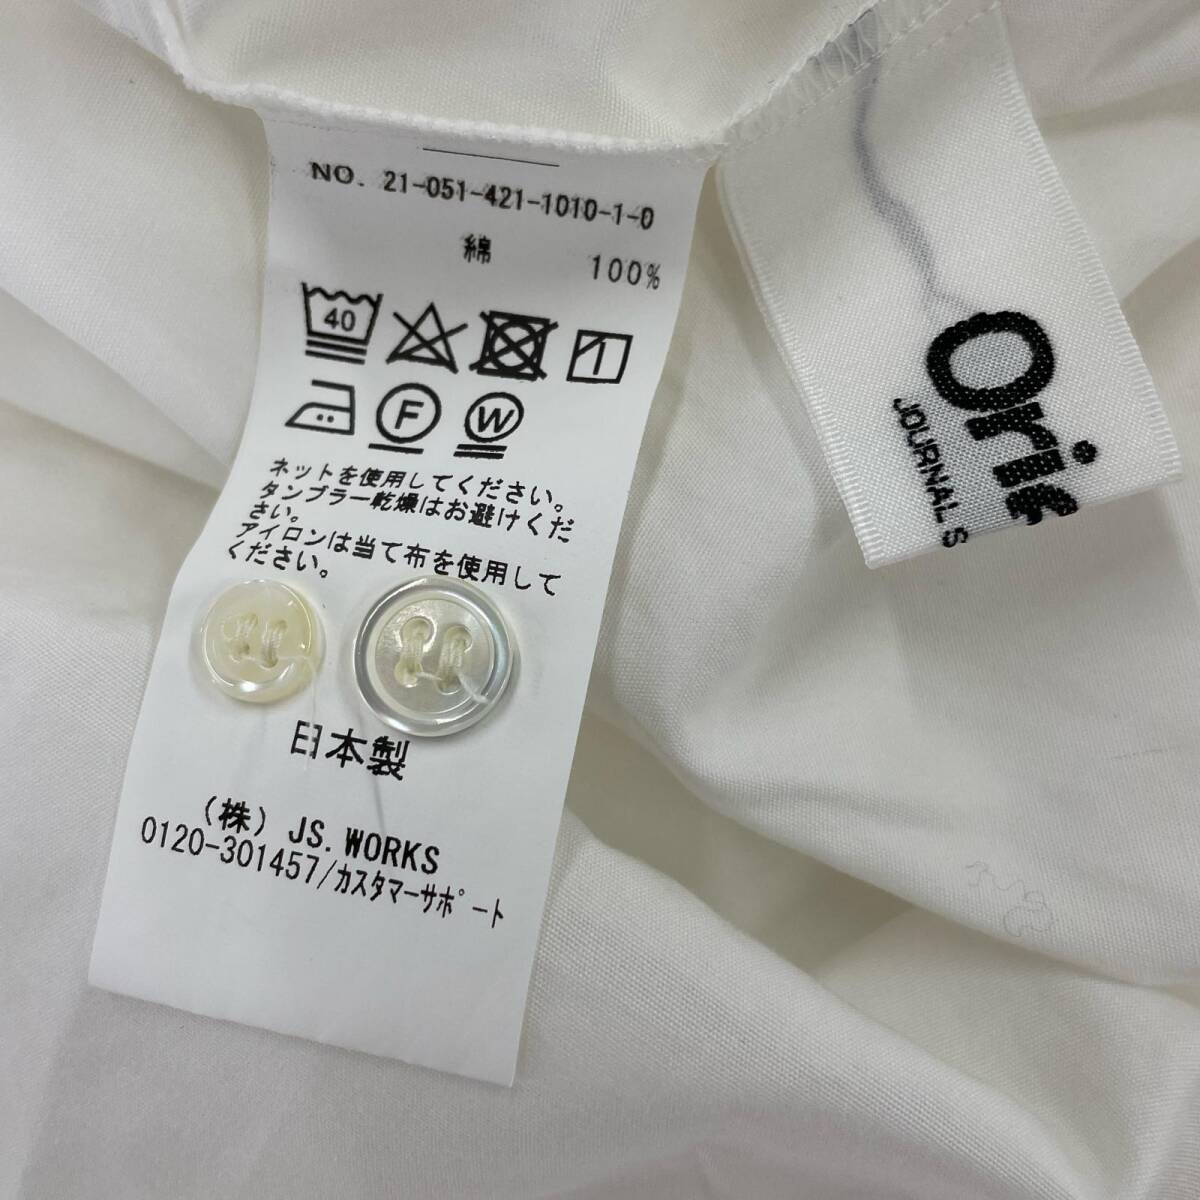 NO. 21-051-421-1010-1-0
綿 100%
40
F W
ネットを使用してください。
タンブラー乾燥はお避けくだ
さい。
アイロンは当て布を使用して
ください。
日本製
(株) JS.WORKS
0120-301457/カスタマーサポート
JOURNAL S